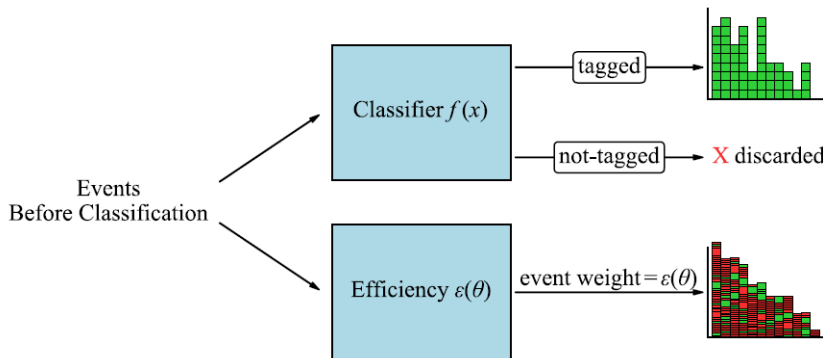 tagged
Classifier f(x)
not-tagged
X discarded
Events
Before Classification
Efficiency ε(θ)
event weight=ε(θ)